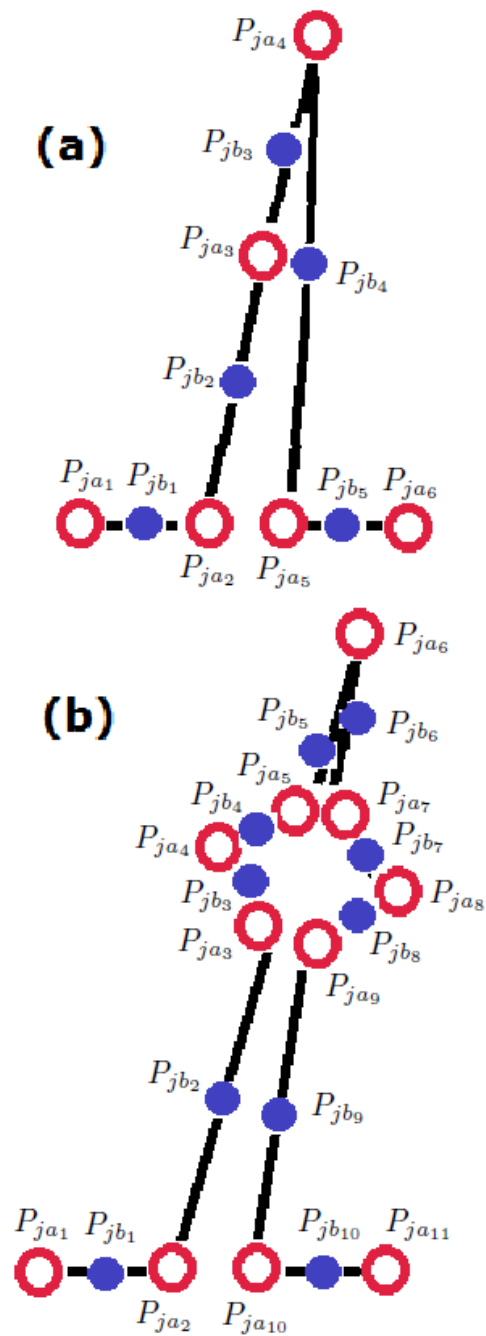 P_{ja_4}
(a)
P_{jb_3}
P_{ja_3}
P_{jb_4}
P_{jb_2}
P_{ja_1} P_{jb_1} P_{jb_5} P_{ja_6}
P_{ja_2} P_{ja_5}
P_{ja_6}
(b)
P_{jb_5} P_{jb_6}
P_{ja_5} P_{ja_7}
P_{jb_4} P_{jb_7}
P_{ja_4} P_{ja_8}
P_{jb_3}
P_{ja_3} P_{jb_8}
P_{ja_9}
P_{jb_2} P_{jb_9}
P_{ja_1} P_{jb_1} P_{jb_{10}} P_{ja_{11}}
P_{ja_2} P_{ja_{10}}